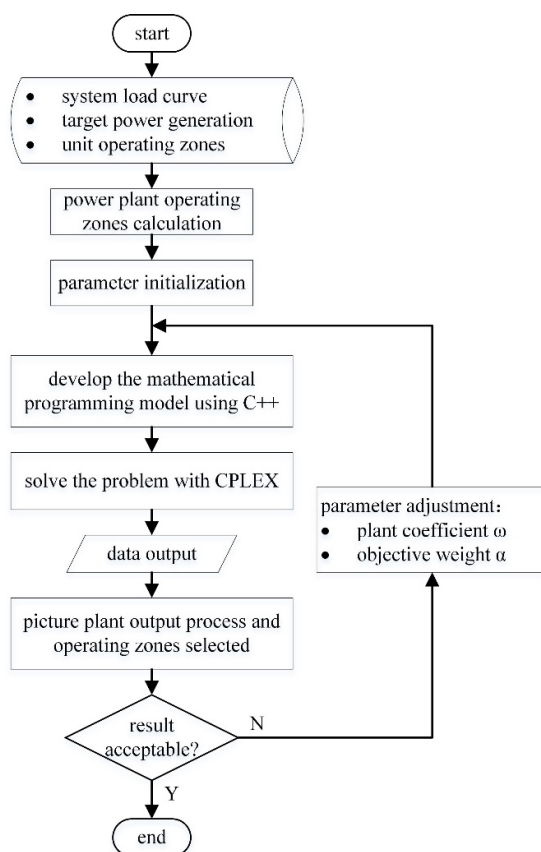 start
• system load curve
• target power generation
• unit operating zones
power plant operating
zones calculation
parameter initialization
develop the mathematical
programming model using C++
solve the problem with CPLEX
data output
picture plant output process and
operating zones selected
result
acceptable?
N
Y
end
parameter adjustment：
• plant coefficient ω
• objective weight α